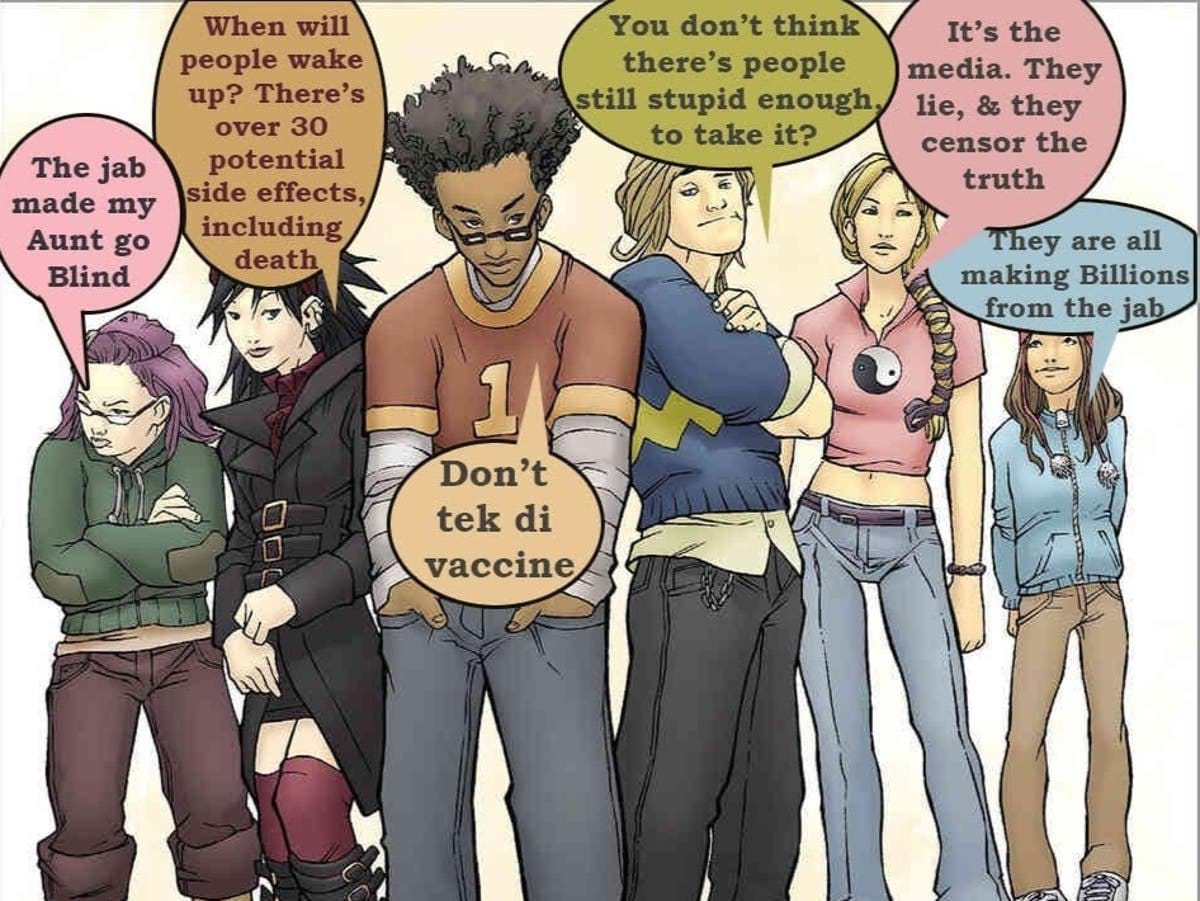 The jab
made my
Aunt go
Blind
When will
people wake
up? There's
over 30
potential
side effects,
including
death
1
Don't
tek di
vaccine
You don't think
there's people
still stupid enough,
to take it?
It's the
media. They
lie, & they
censor the
truth
They are all
making Billions
from the jab